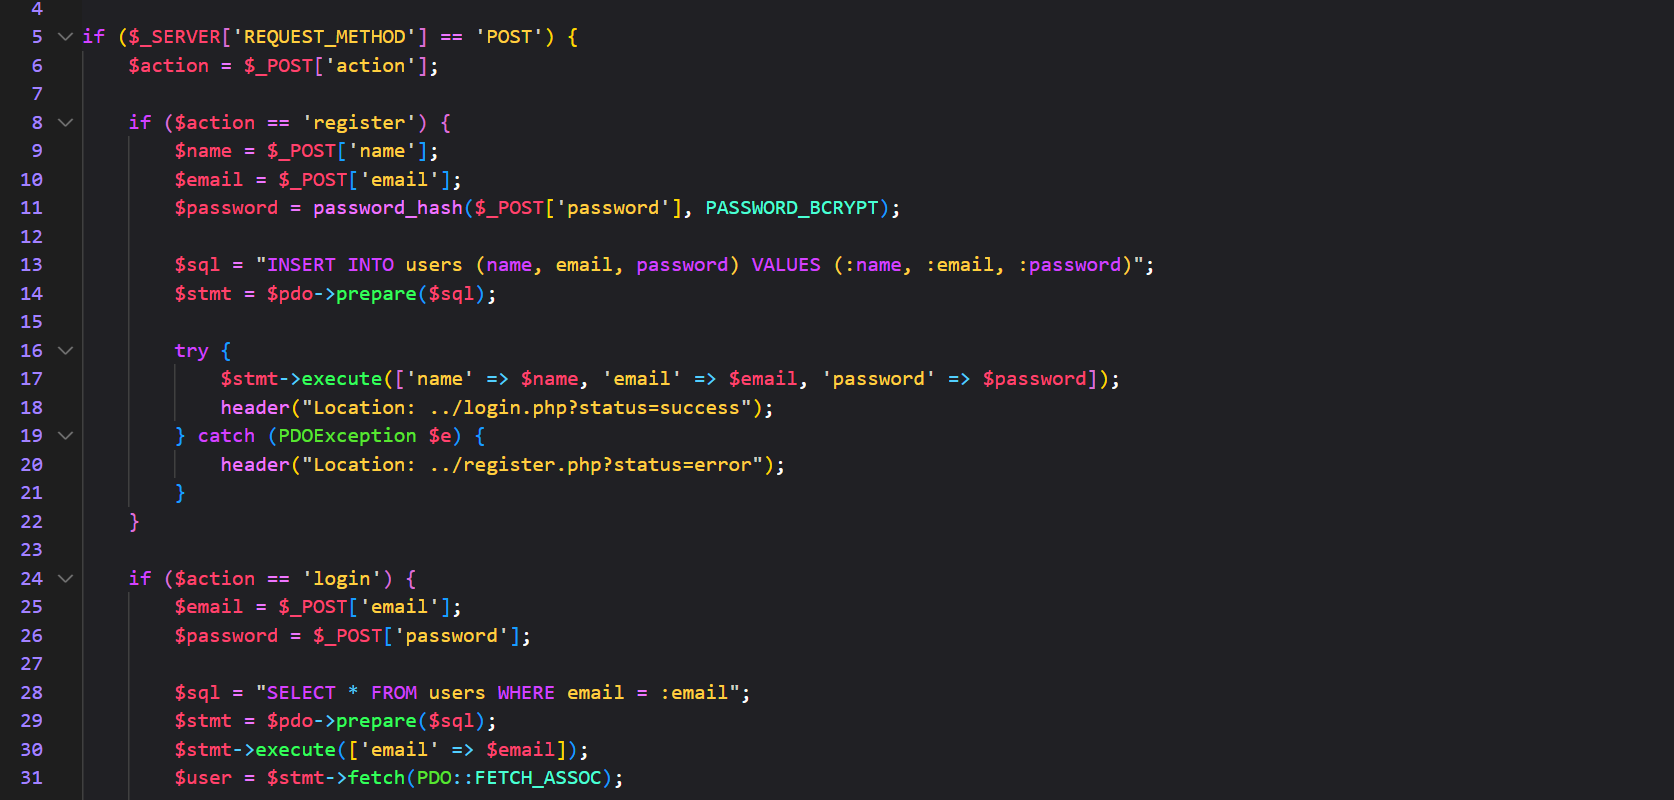 4
5 if ($_SERVER['REQUEST_METHOD'] == 'POST') {
6     $action = $_POST['action'];
7
8     if ($action == 'register') {
9         $name = $_POST['name'];
10         $email = $_POST['email'];
11         $password = password_hash($_POST['password'], PASSWORD_BCRYPT);
12
13         $sql = "INSERT INTO users (name, email, password) VALUES (:name, :email, :password)";
14         $stmt = $pdo->prepare($sql);
15
16         try {
17             $stmt->execute(['name' => $name, 'email' => $email, 'password' => $password]);
18             header("Location: ../login.php?status=success");
19         } catch (PDOException $e) {
20             header("Location: ../register.php?status=error");
21         }
22     }
23
24     if ($action == 'login') {
25         $email = $_POST['email'];
26         $password = $_POST['password'];
27
28         $sql = "SELECT * FROM users WHERE email = :email";
29         $stmt = $pdo->prepare($sql);
30         $stmt->execute(['email' => $email]);
31         $user = $stmt->fetch(PDO::FETCH_ASSOC);